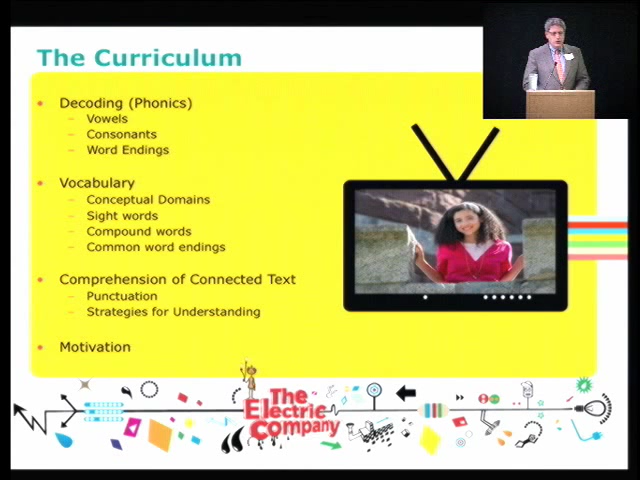 The Curriculum
• Decoding (Phonics)
– Vowels
– Consonants
– Word Endings
• Vocabulary
– Conceptual Domains
– Sight words
– Compound words
– Common word endings
• Comprehension of Connected Text
– Punctuation
– Strategies for Understanding
• Motivation
The
Electric
Company